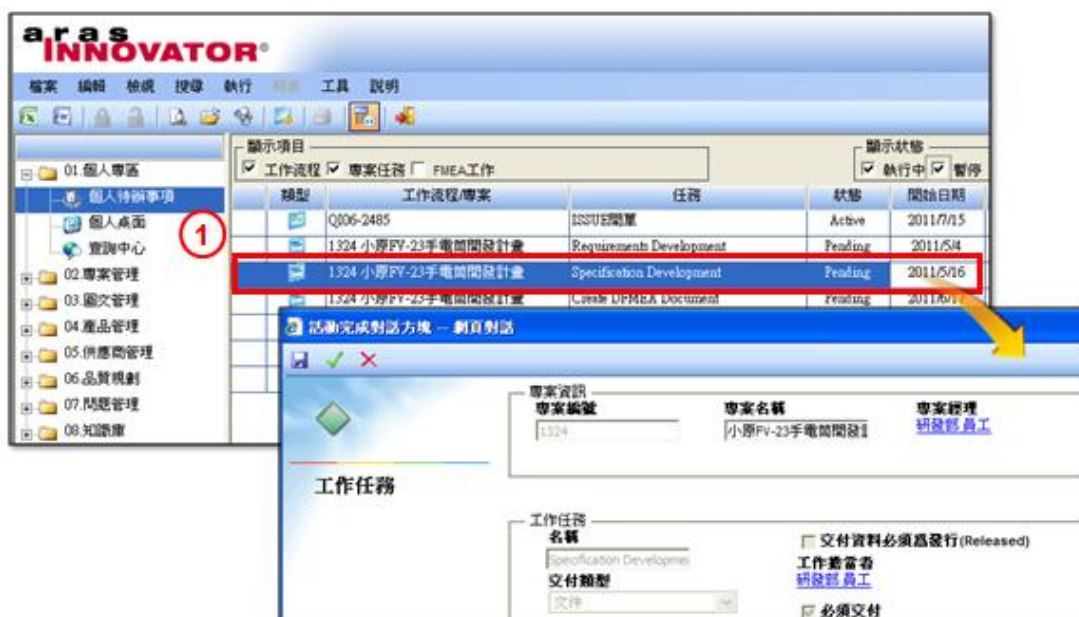 aras
INNOVATOR®
檔案 編輯 檢視 搜尋 執行 工具 說明
顯示項目
顯示狀態
工作流程 專案任務 FMEA工作
執行中 暫停
類型 工作流程/專案 任務 狀態 開始日期
QI06-2485 ISSUE開單 Active 2011/7/15
1324 小原FV-23手電筒開發計畫 Requirements Development Pending 2011/5/4
1324 小原FV-23手電筒開發計畫 Specification Development Pending 2011/5/16
1324 小原FV-23手電筒開發計畫 Create DFMEA Document Pending
01.個人專區
個人待辦事項
個人桌面
查詢中心
02.專案管理
03.圖文管理
04.產品管理
05.供應商管理
06.品質規劃
07.問題管理
08.知識庫
1
活動完成對話方塊 -- 網頁對話
工作任務
專案資訊
專案編號 專案名稱 專案經理
1324 小原FV-23手電筒開發 研發部 員工
工作任務
名稱
交付資料必須為發行(Released)
Specification Developme
工作擔當者
研發部 員工
交付類型
文件
必須交付